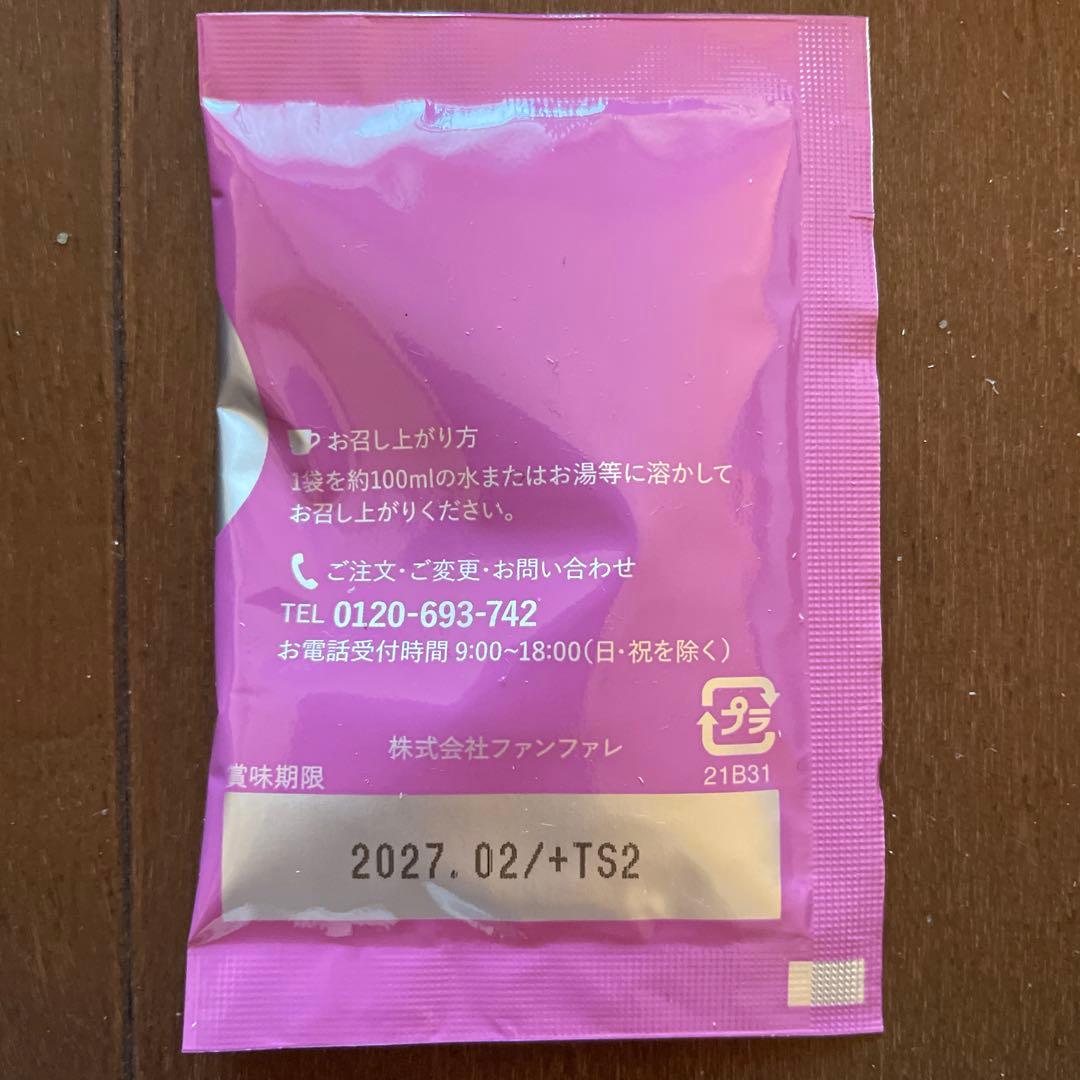 お召し上がり方
1袋を約100mlの水またはお湯等に溶かして
お召し上がりください。
ご注文・ご変更・お問い合わせ
TEL 0120-693-742
お電話受付時間 9:00~18:00(日・祝を除く)
プラ
株式会社ファンファレ
21B31
賞味期限
2027.02/+TS2